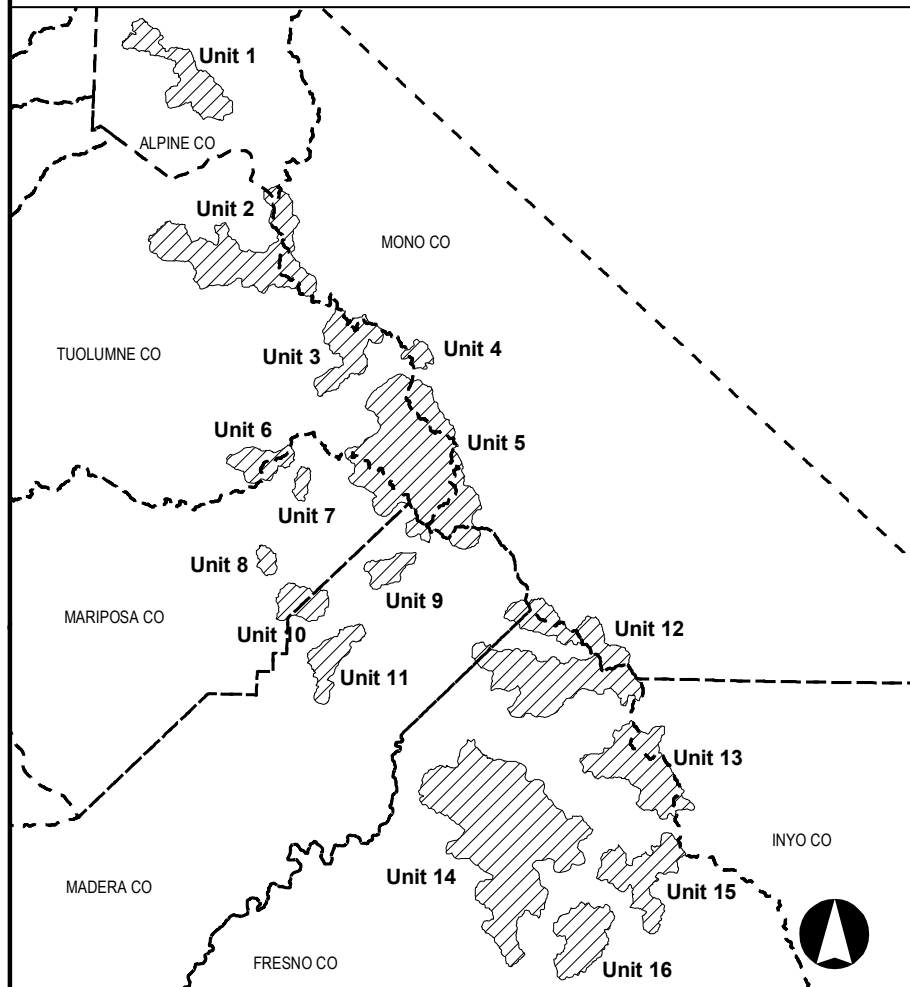 Unit 1
ALPINE CO
Unit 2
MONO CO
Unit 3
Unit 4
TUOLUMNE CO
Unit 6
Unit 5
Unit 7
Unit 8
Unit 9
MARIPOSA CO
Unit 10
Unit 12
Unit 11
Unit 13
INYO CO
Unit 14
MADERA CO
Unit 15
FRESNO CO
Unit 16